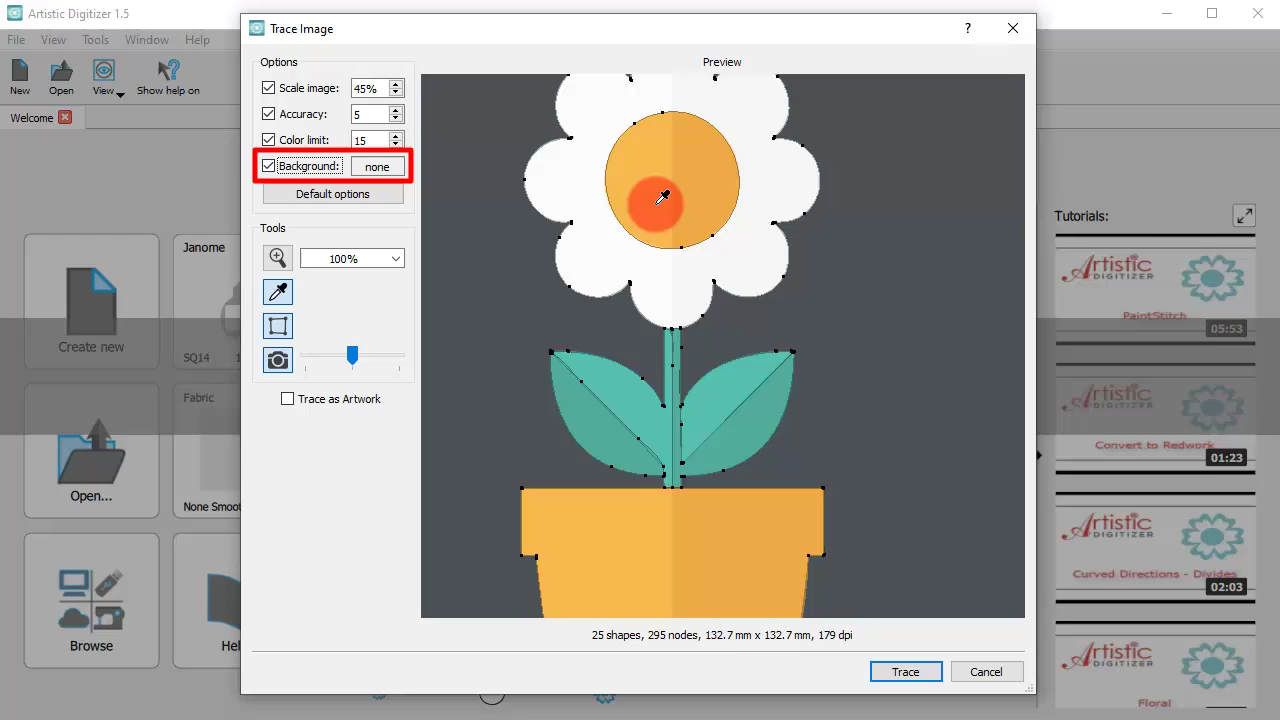 Artistic Digitizer 1.5
File View Tools Window Help
New Open View Show help on
Welcome
Create new
Janome
SQ14
Open...
Fabric
None Smoo
Browse
Hel
Trace Image
?
Options
Scale image: 45%
Accuracy: 5
Color limit: 15
Background: none
Default options
Tools
100%
Trace as Artwork
Preview
25 shapes, 295 nodes, 132.7 mm x 132.7 mm, 179 dpi
Trace Cancel
Tutorials:
Artistic
DIGITIZER
PaintStitch
05:53
Artistic
DIGITIZER
Convert to Redwork
01:23
Artistic
DIGITIZER
Curved Directions - Divides
02:03
Artistic
DIGITIZER
Floral